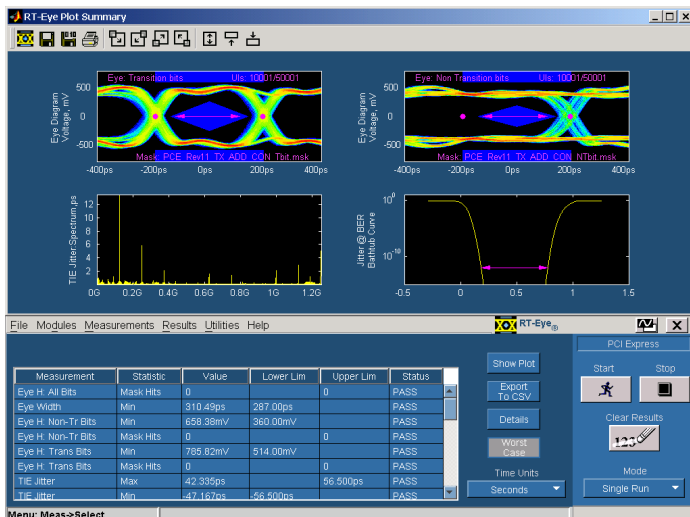 RT-Eye Plot Summary
Eye: Transition bits UIs: 10001/50001
Eye Diagram
Voltage, mV
500
0
-500
Mask: PCE_Rev11_TX_ADD_CON_Tbit.msk
-400ps -200ps 0ps 200ps 400ps
Eye: Non Transition bits UIs: 10001/50001
Eye Diagram
Voltage, mV
500
0
-500
Mask: PCE_Rev11_TX_ADD_CON_NTbit.msk
-400ps -200ps 0ps 200ps 400ps
TIE Jitter:Spectrum,ps
12
10
8
6
4
2
0G 0.2G 0.4G 0.6G 0.8G 1G 1.2G
Jitter @ BER
Bathtub Curve
10^0
10^-10
-0.5 0 0.5 1 1.5
File Modules Measurements Results Utilities Help RT-Eye®
PCI Express
Measurement Statistic Value Lower Lim Upper Lim Status
Eye H: All Bits Mask Hits 0 0 PASS
Eye Width Min 310.49ps 287.00ps PASS
Eye H: Non-Tr Bits Min 658.38mV 360.00mV PASS
Eye H: Non-Tr Bits Mask Hits 0 0 PASS
Eye H: Trans Bits Min 785.82mV 514.00mV PASS
Eye H: Trans Bits Mask Hits 0 0 PASS
TIE Jitter Max 42.335ps 56.500ps PASS
TIE Jitter Min -47.167ps -56.500ps PASS
Show Plot
Export
To CSV
Details
Worst
Case
Time Units
Seconds
Start Stop
Clear Results
123
Mode
Single Run
Menu: Meas->Select